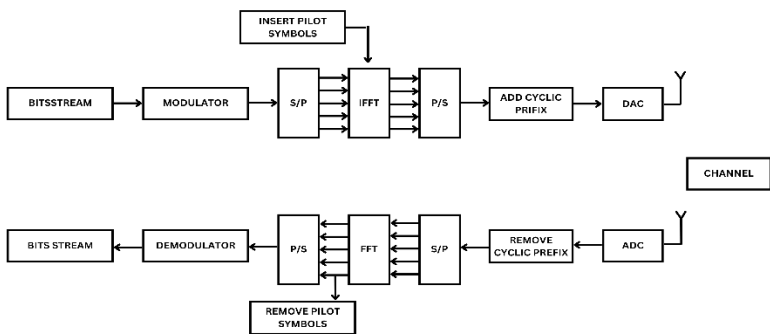 INSERT PILOT
SYMBOLS
BITSSTREAM
MODULATOR
S/P
IFFT
P/S
ADD CYCLIC
PRIFIX
DAC
CHANNEL
BITS STREAM
DEMODULATOR
P/S
FFT
S/P
REMOVE
CYCLIC PREFIX
ADC
REMOVE PILOT
SYMBOLS